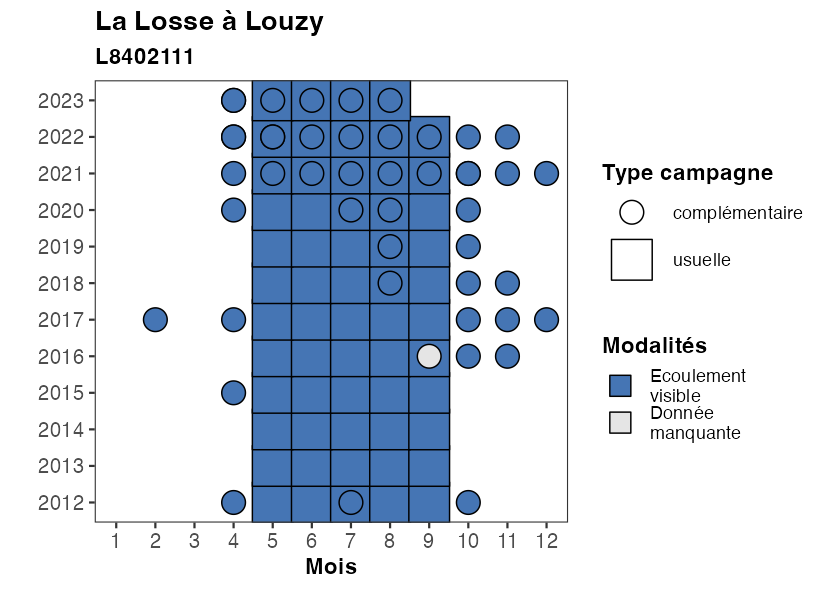 La Losse à Louzy
L8402111
2023
2022
2021
2020
2019
2018
2017
2016
2015
2014
2013
2012
1 2 3 4 5 6 7 8 9 10 11 12
Mois
Type campagne
complémentaire
usuelle
Modalités
Ecoulement
visible
Donnée
manquante